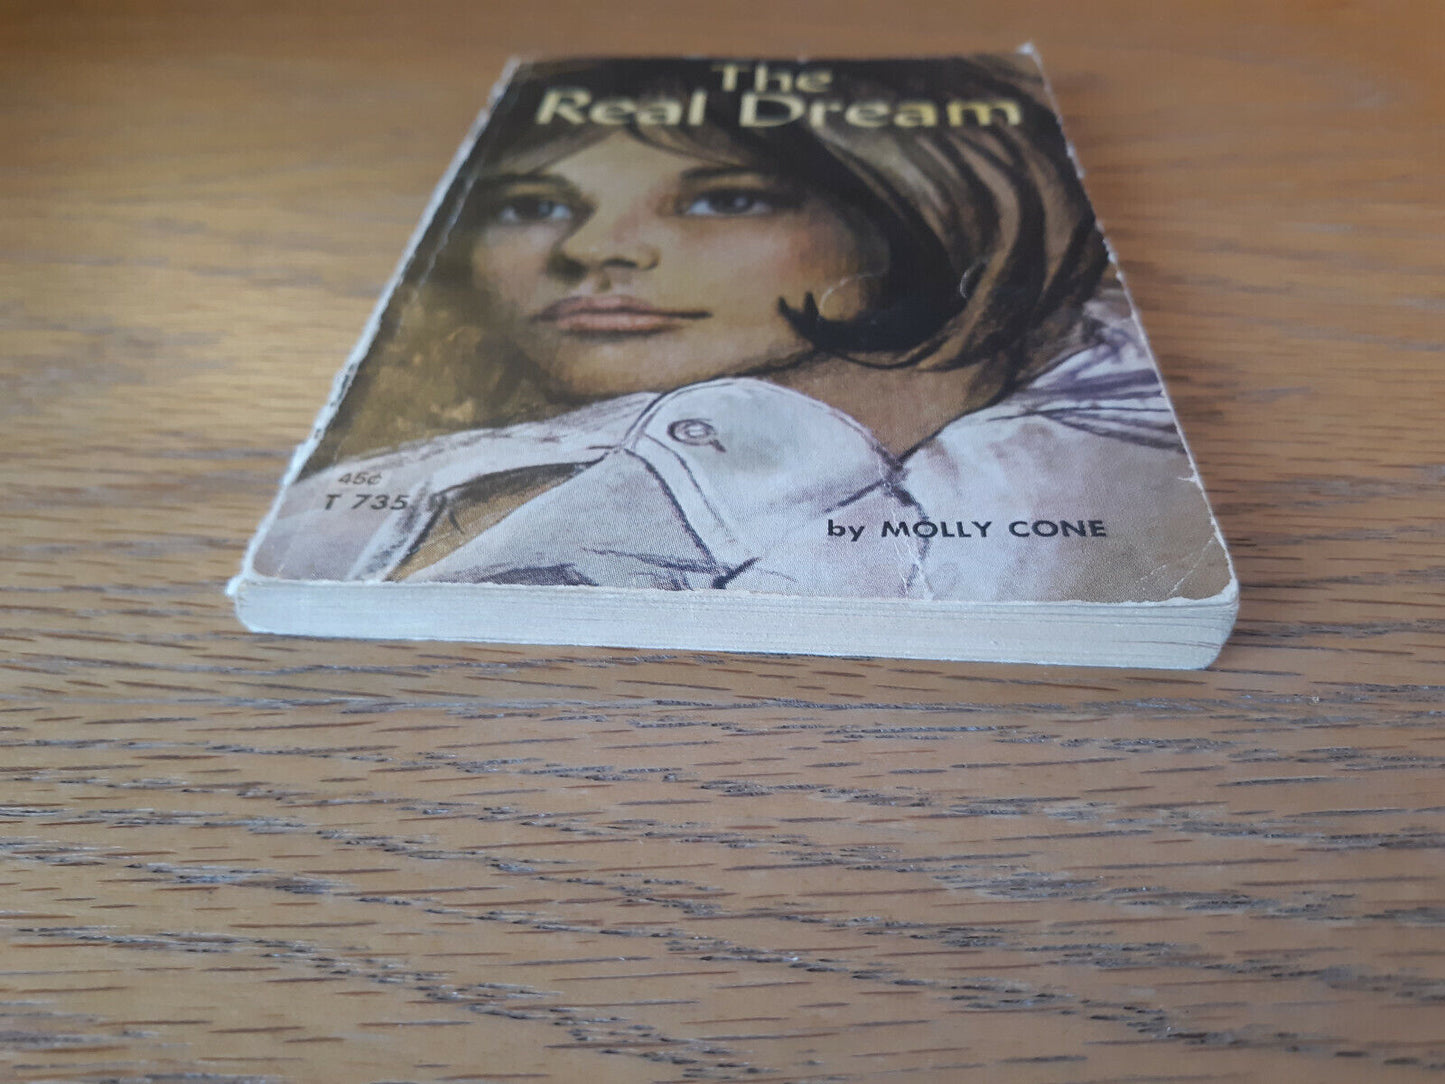 The
Real Dream
45¢
T 735
by MOLLY CONE